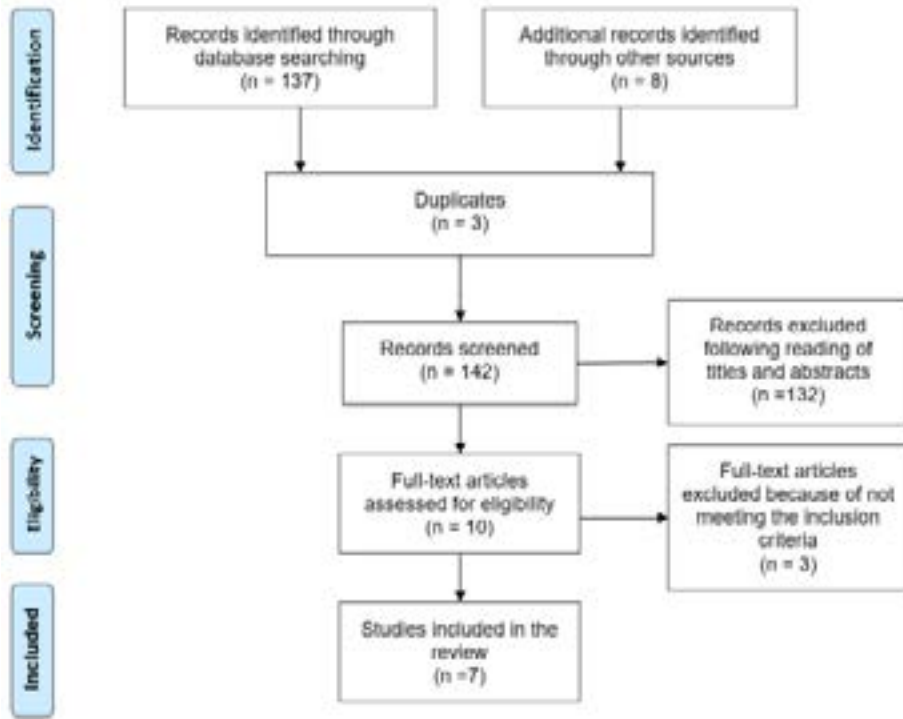 Identification
Records identified through
database searching
(n = 137)
Additional records identified
through other sources
(n = 8)
Duplicates
(n = 3)
Screening
Records screened
(n = 142)
Records excluded
following reading of
titles and abstracts
(n =132)
Eligibility
Full-text articles
assessed for eligibility
(n = 10)
Full-text articles
excluded because of not
meeting the inclusion
criteria
(n = 3)
Included
Studies included in the
review
(n =7)